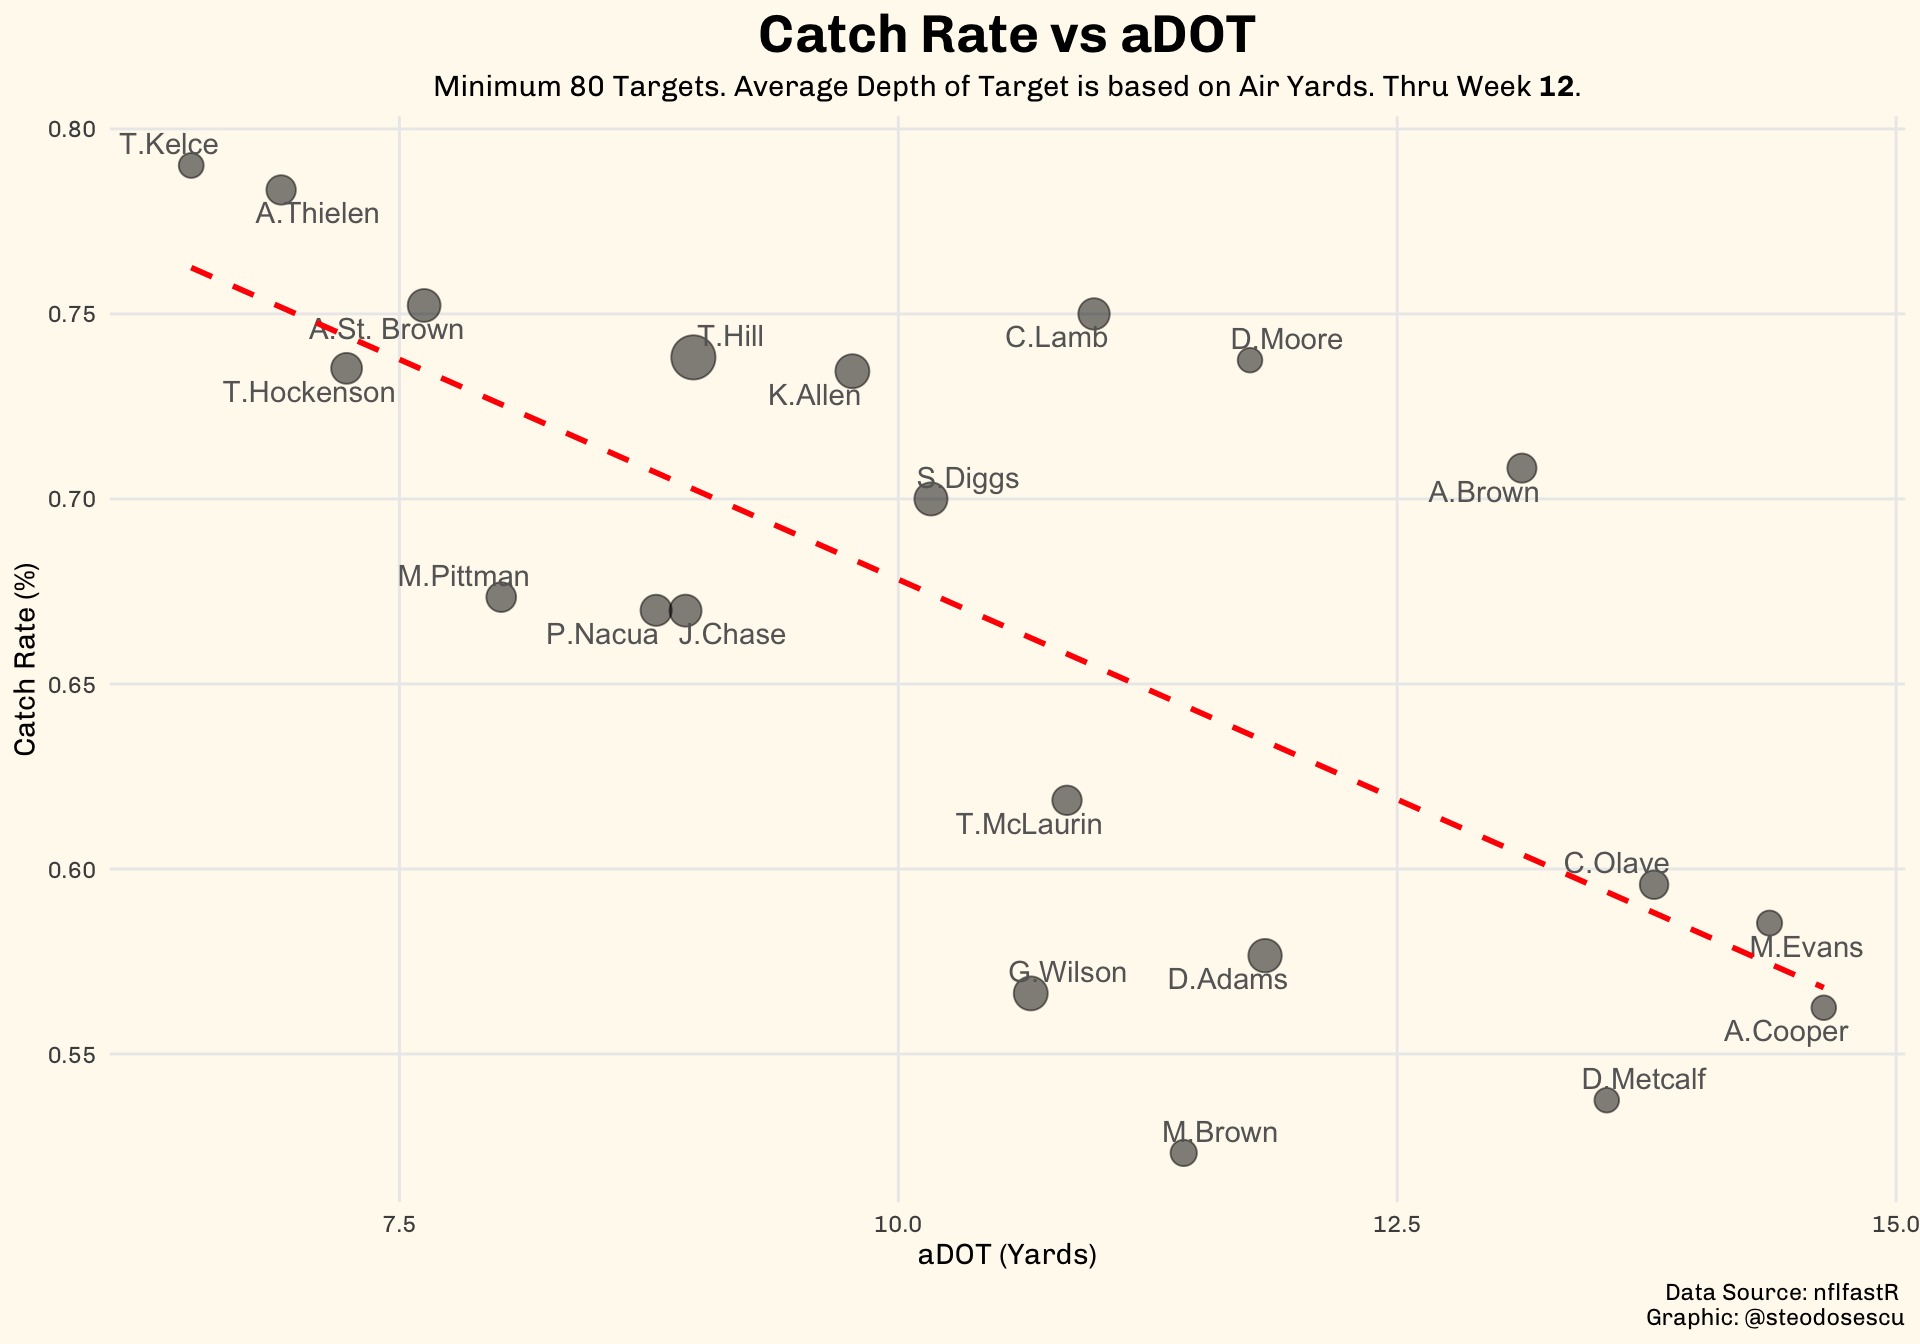 Catch Rate vs aDOT
Minimum 80 Targets. Average Depth of Target is based on Air Yards. Thru Week 12.
Catch Rate (%)
0.80
0.75
0.70
0.65
0.60
0.55
T.Kelce
A.Thielen
A.St. Brown
T.Hockenson
T.Hill
K.Allen
C.Lamb
D.Moore
S.Diggs
A.Brown
M.Pittman
P.Nacua
J.Chase
T.McLaurin
C.Olave
M.Evans
G.Wilson
D.Adams
A.Cooper
D.Metcalf
M.Brown
7.5
10.0
12.5
15.0
aDOT (Yards)
Data Source: nflfastR
Graphic: @steodosescu